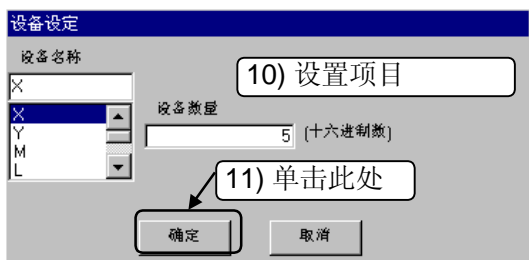 设备设定
设备名称
10) 设置项目
X
设备数量
X
Y
M
L
5 (十六进制数)
11) 单击此处
确定
取消